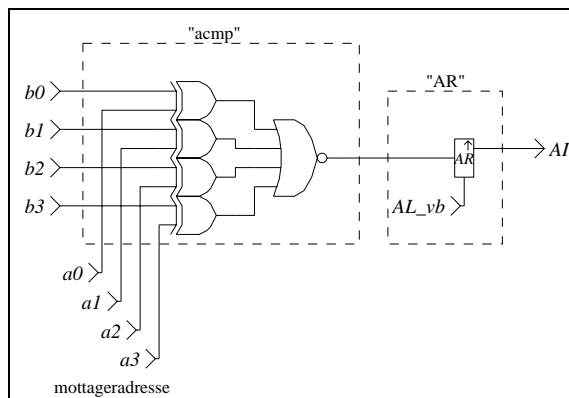 "acmp"
"AR"
b0
b1
b2
b3
AR
AI
AL_vb
a0
a1
a2
a3
mottageradresse